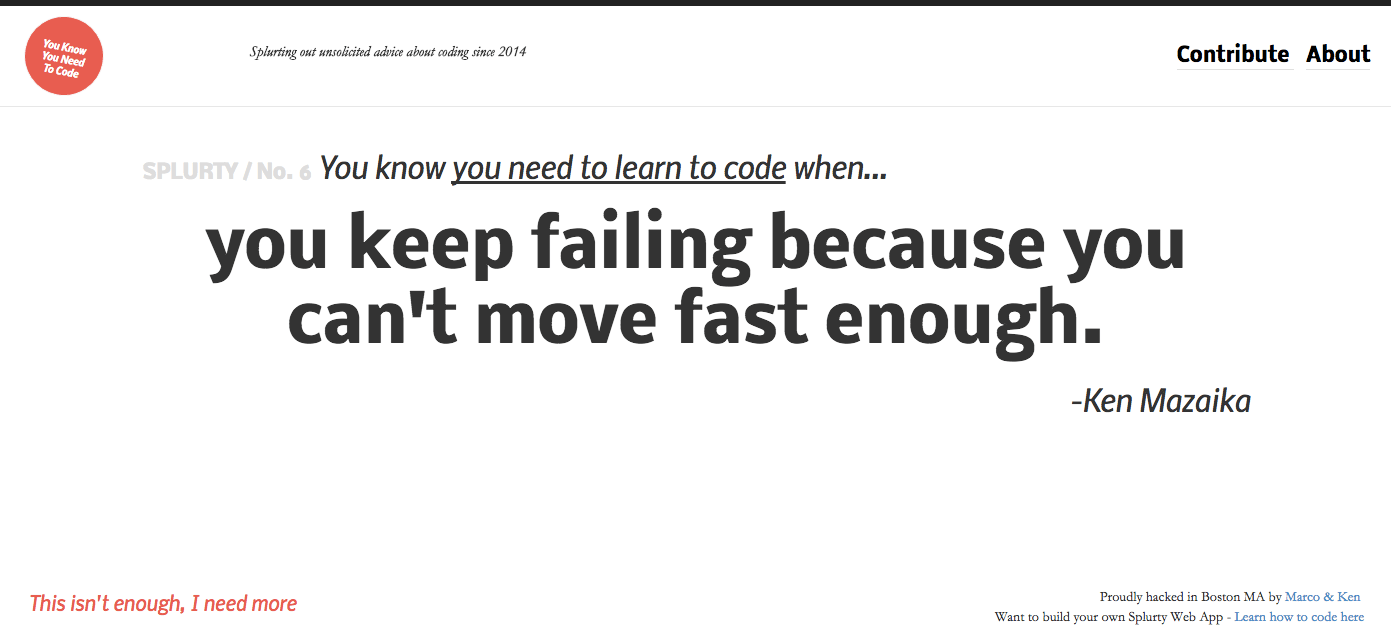 You Know
You Need
To Code
Splurting out unsolicited advice about coding since 2014
Contribute About
SPLURTY / No. 6 You know you need to learn to code when...
you keep failing because you
can't move fast enough.
-Ken Mazaika
This isn't enough, I need more
Proudly hacked in Boston MA by Marco & Ken
Want to build your own Splurty Web App - Learn how to code here